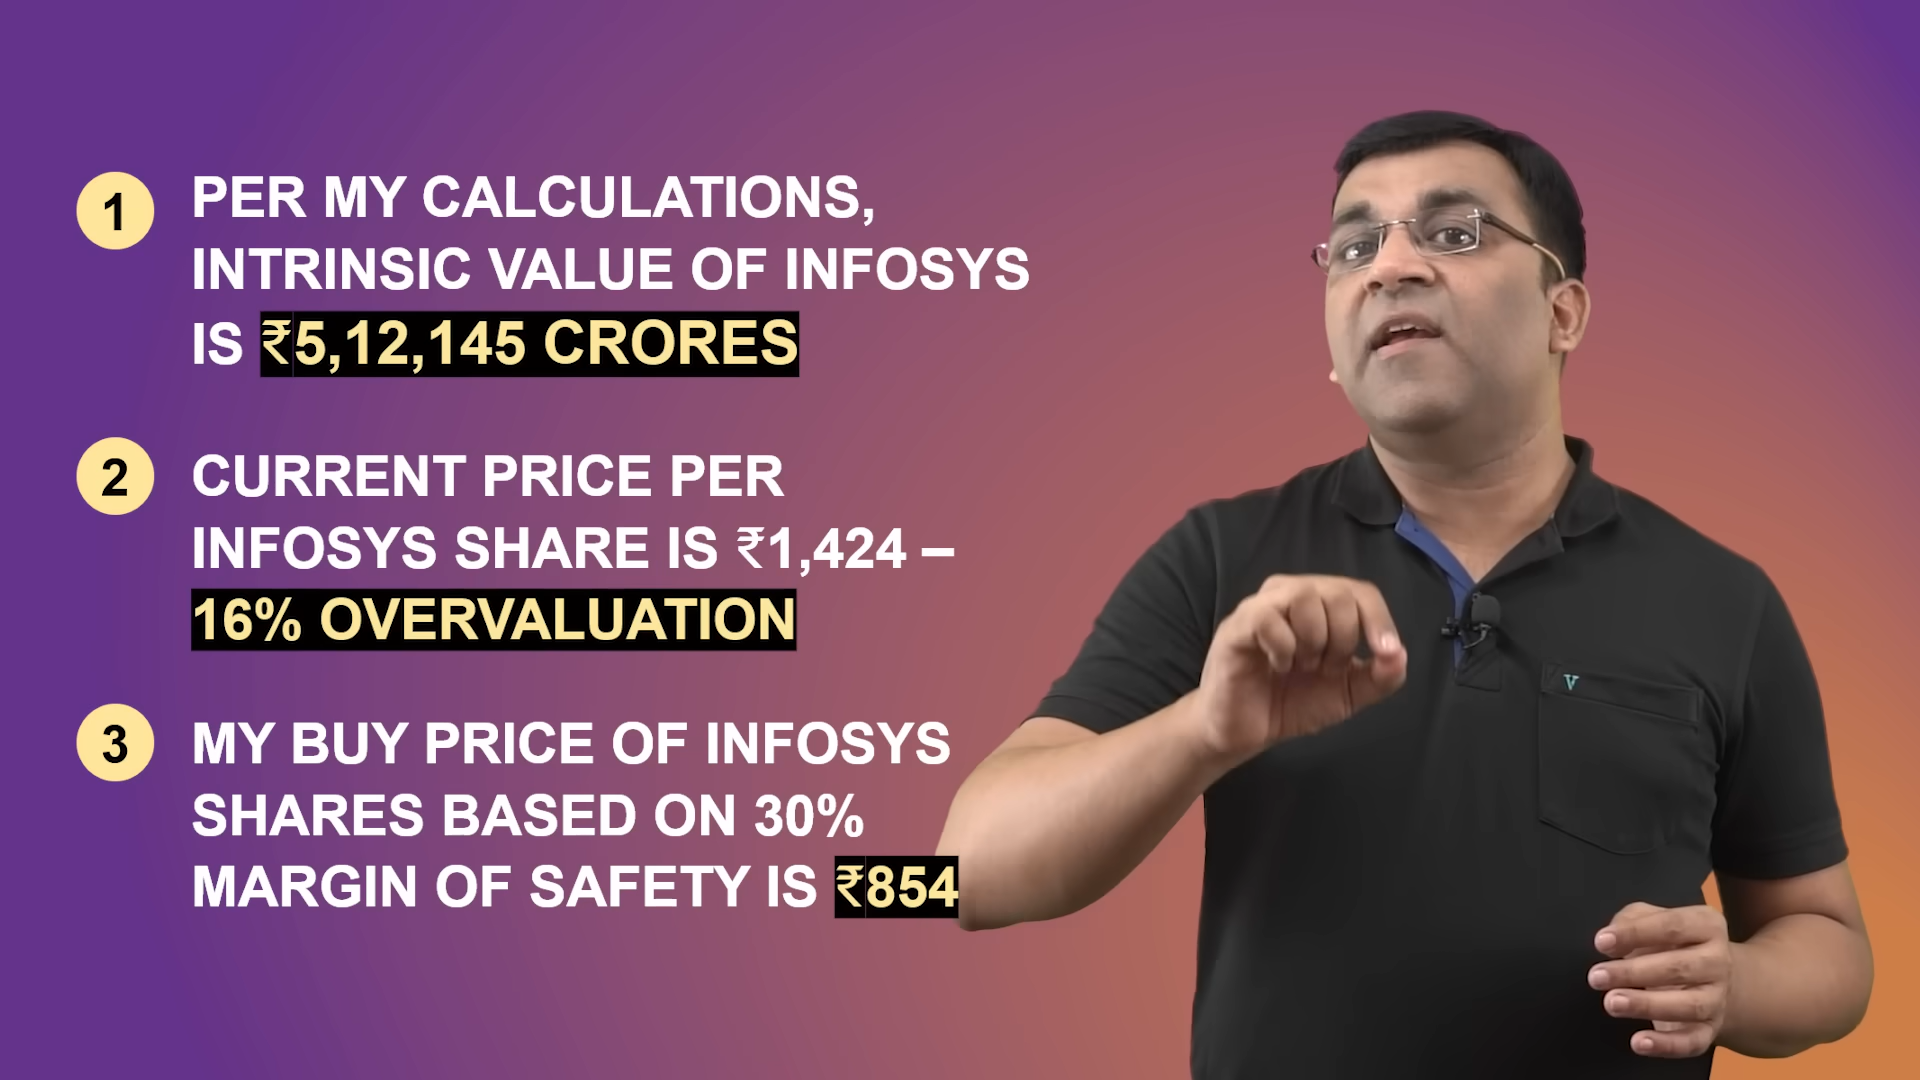 1
PER MY CALCULATIONS,
INTRINSIC VALUE OF INFOSYS
IS ₹5,12,145 CRORES
2
CURRENT PRICE PER
INFOSYS SHARE IS ₹1,424 –
16% OVERVALUATION
3
MY BUY PRICE OF INFOSYS
SHARES BASED ON 30%
MARGIN OF SAFETY IS ₹854
V